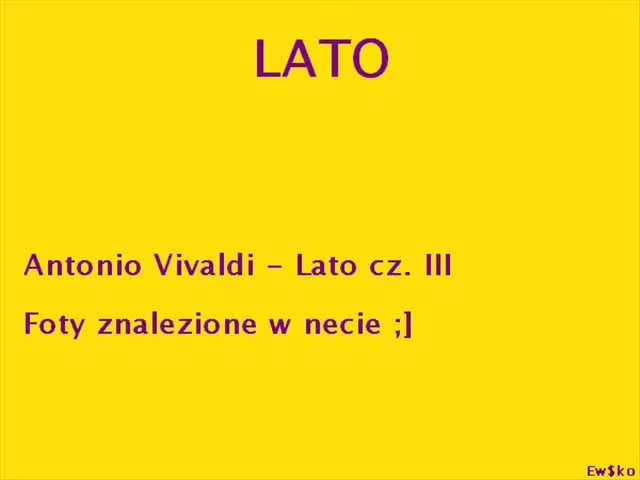 LATO
Antonio Vivaldi - Lato cz. III
Foty znalezione w necie ;]
Ew$ko